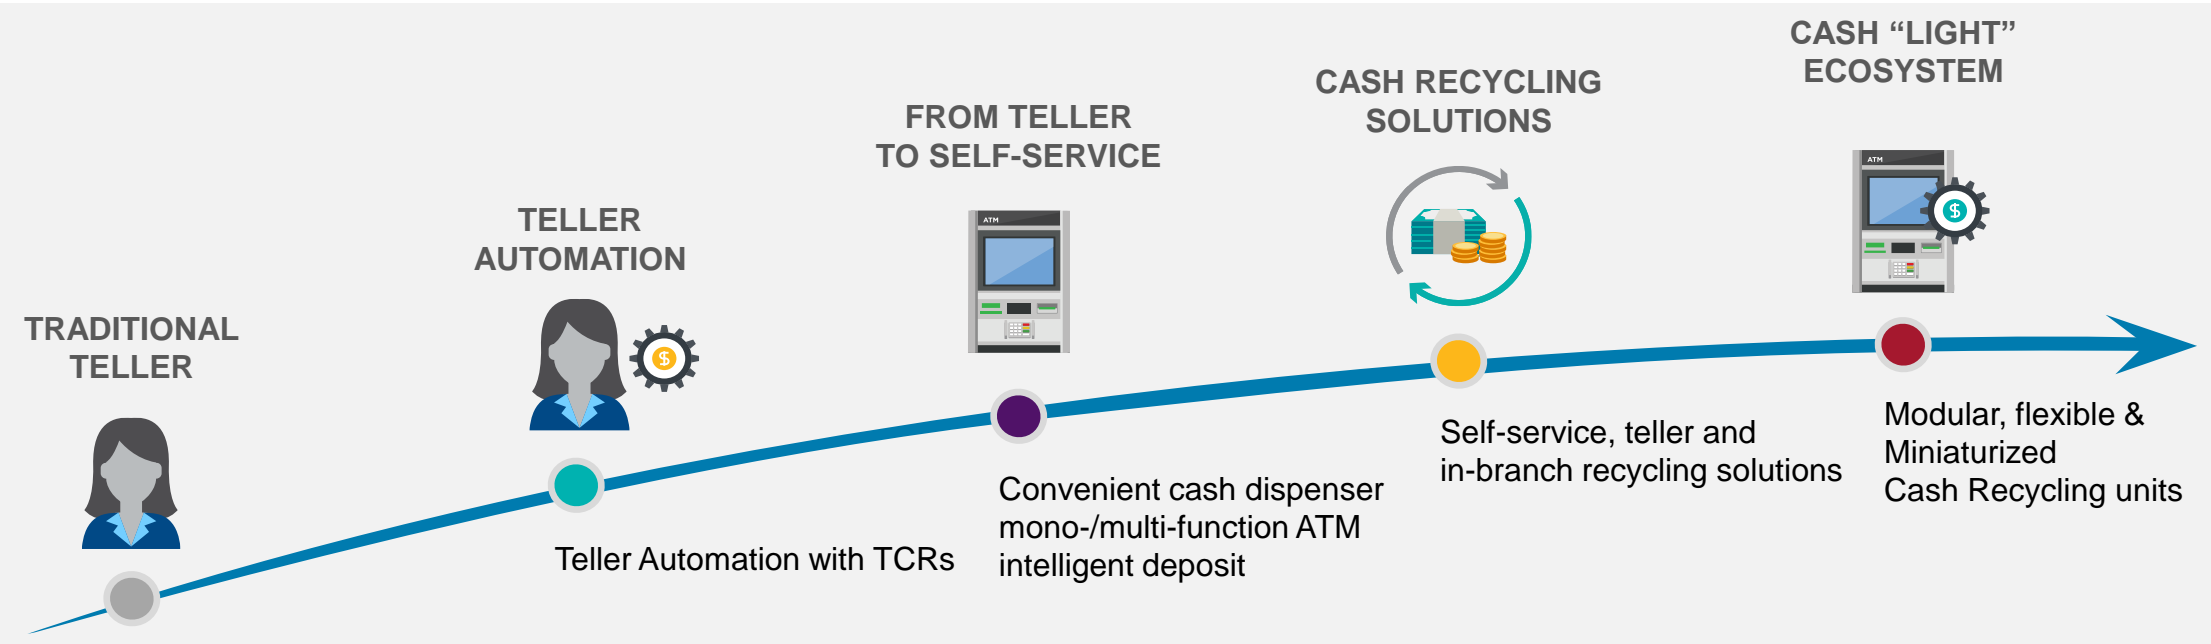 TRADITIONAL
TELLER
TELLER
AUTOMATION
$
Teller Automation with TCRs
FROM TELLER
TO SELF-SERVICE
ATM
Convenient cash dispenser
mono-/multi-function ATM
intelligent deposit
CASH RECYCLING
SOLUTIONS
Self-service, teller and
in-branch recycling solutions
CASH “LIGHT”
ECOSYSTEM
ATM
$
Modular, flexible &
Miniaturized
Cash Recycling units